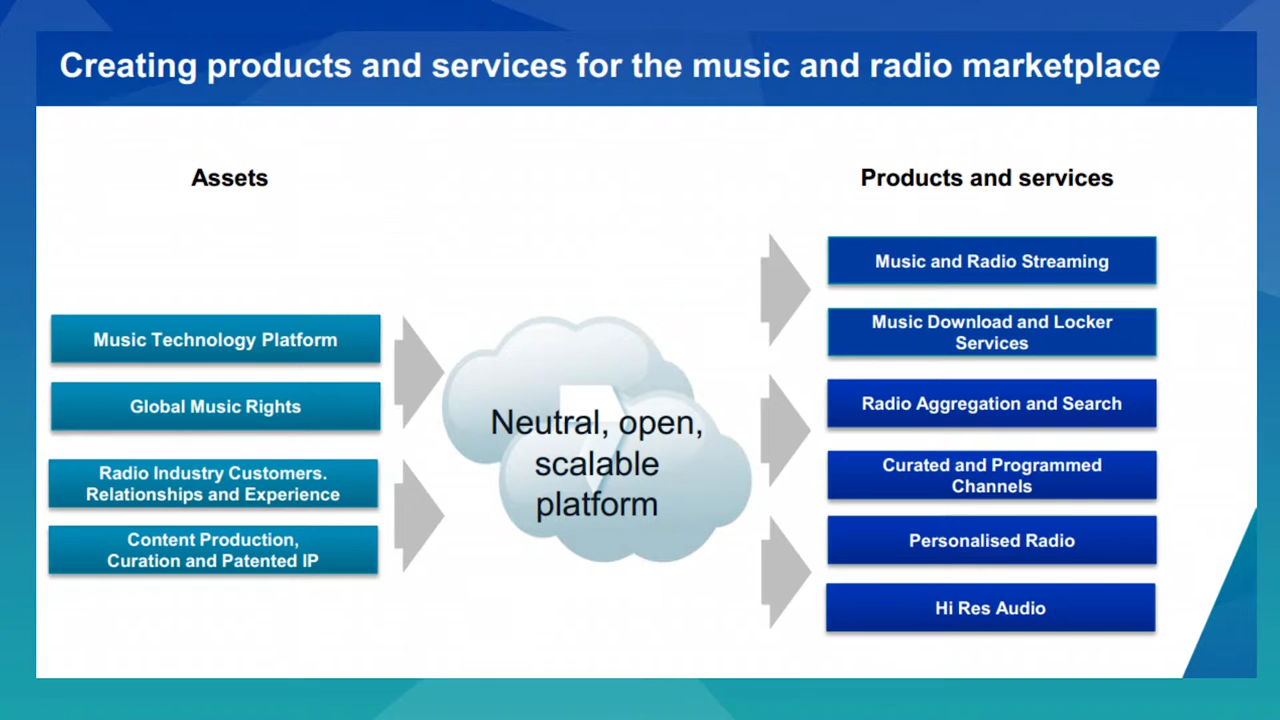 Creating products and services for the music and radio marketplace
Assets
Music Technology Platform
Global Music Rights
Radio Industry Customers.
Relationships and Experience
Content Production,
Curation and Patented IP
Neutral, open,
scalable
platform
Products and services
Music and Radio Streaming
Music Download and Locker
Services
Radio Aggregation and Search
Curated and Programmed
Channels
Personalised Radio
Hi Res Audio